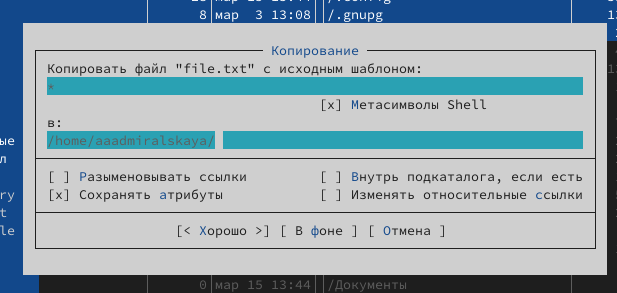 8 мар 3 13:08 /.gnupg
Копирование
Копировать файл "file.txt" с исходным шаблоном:
*
[x] Метасимволы Shell
в:
/home/aaadmiralskaya/
[ ] Разыменовывать ссылки [ ] Внутрь подкаталога, если есть
[x] Сохранять атрибуты [ ] Изменять относительные ссылки
[< Хорошо >] [ В фоне ] [ Отмена ]
0 мар 15 13:44 /Документы